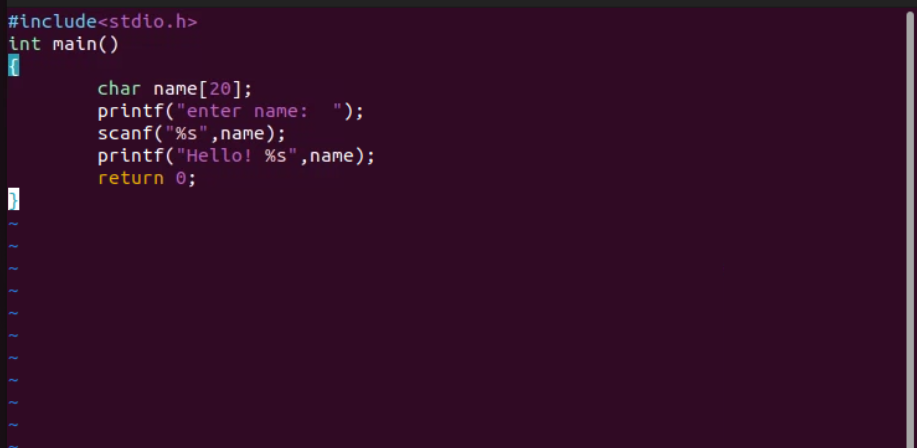 #include<stdio.h>
int main()
{
        char name[20];
        printf("enter name:  ");
        scanf("%s",name);
        printf("Hello! %s",name);
        return 0;
}
~
~
~
~
~
~
~
~
~
~
~